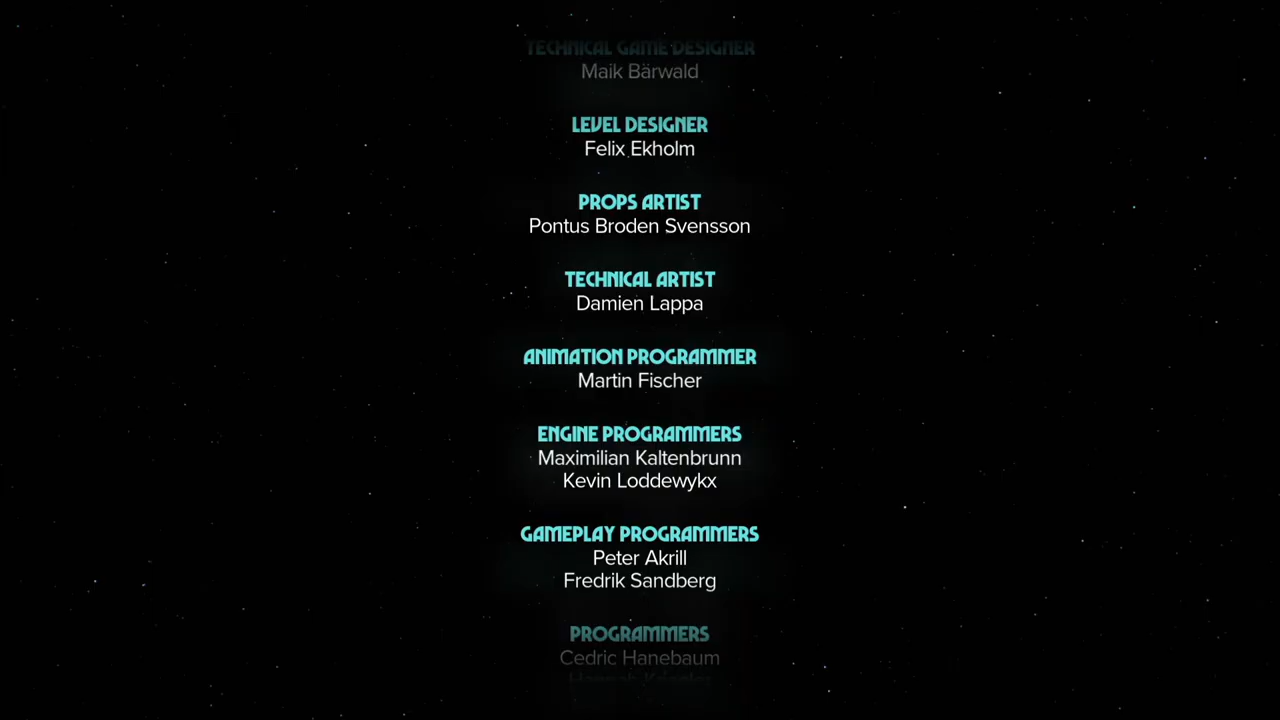 TECHNICAL GAME DESIGNER
Maik Bärwald
LEVEL DESIGNER
Felix Ekholm
PROPS ARTIST
Pontus Broden Svensson
TECHNICAL ARTIST
Damien Lappa
ANIMATION PROGRAMMER
Martin Fischer
ENGINE PROGRAMMERS
Maximilian Kaltenbrunn
Kevin Loddewykx
GAMEPLAY PROGRAMMERS
Peter Akrill
Fredrik Sandberg
PROGRAMMERS
Cedric Hanebaum
Hannah